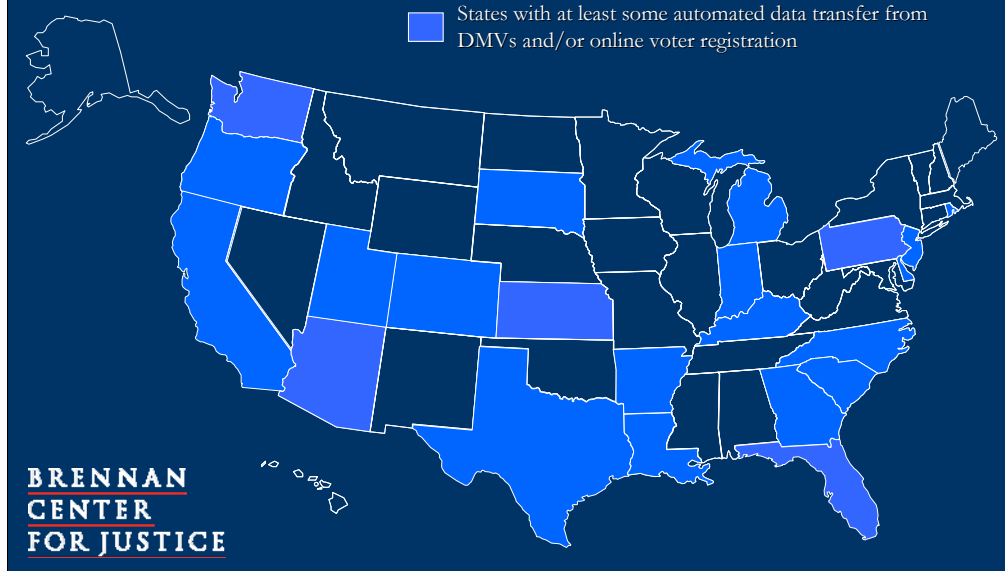 States with at least some automated data transfer from
DMVs and/or online voter registration
BRENNAN
CENTER
FOR JUSTICE